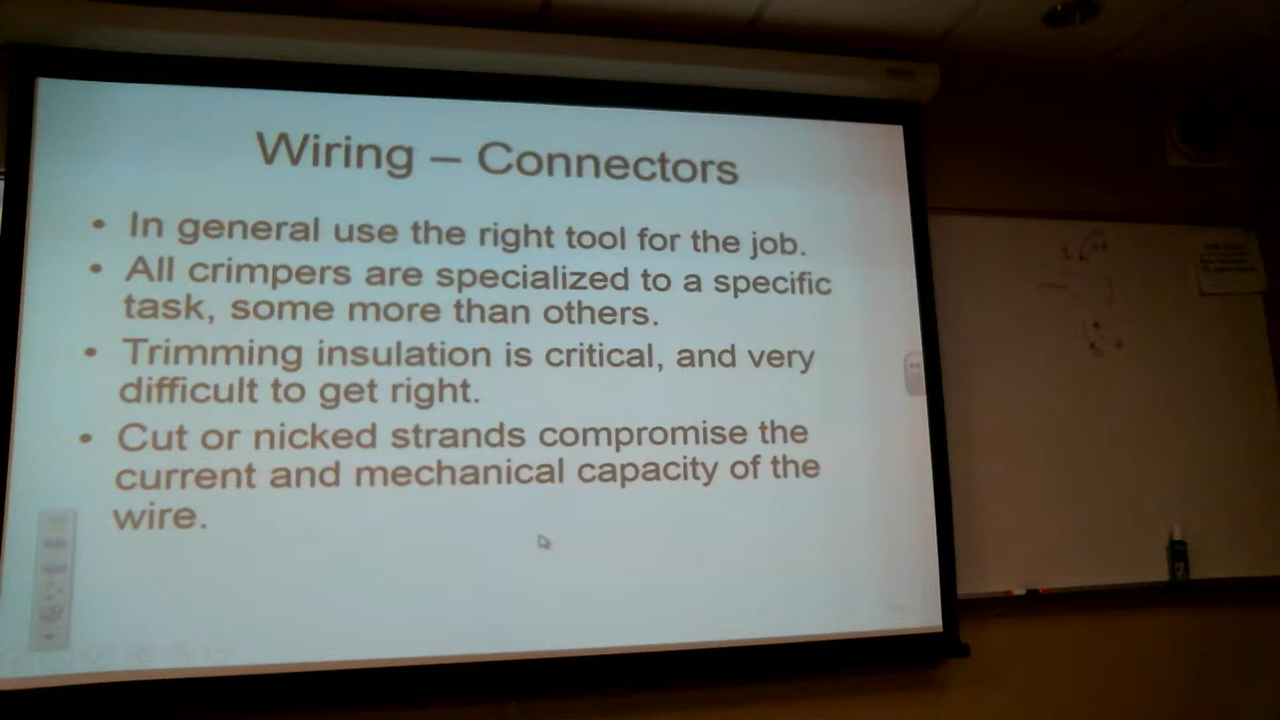 Wiring – Connectors
• In general use the right tool for the job.
• All crimpers are specialized to a specific
task, some more than others.
• Trimming insulation is critical, and very
difficult to get right.
• Cut or nicked strands compromise the
current and mechanical capacity of the
wire.